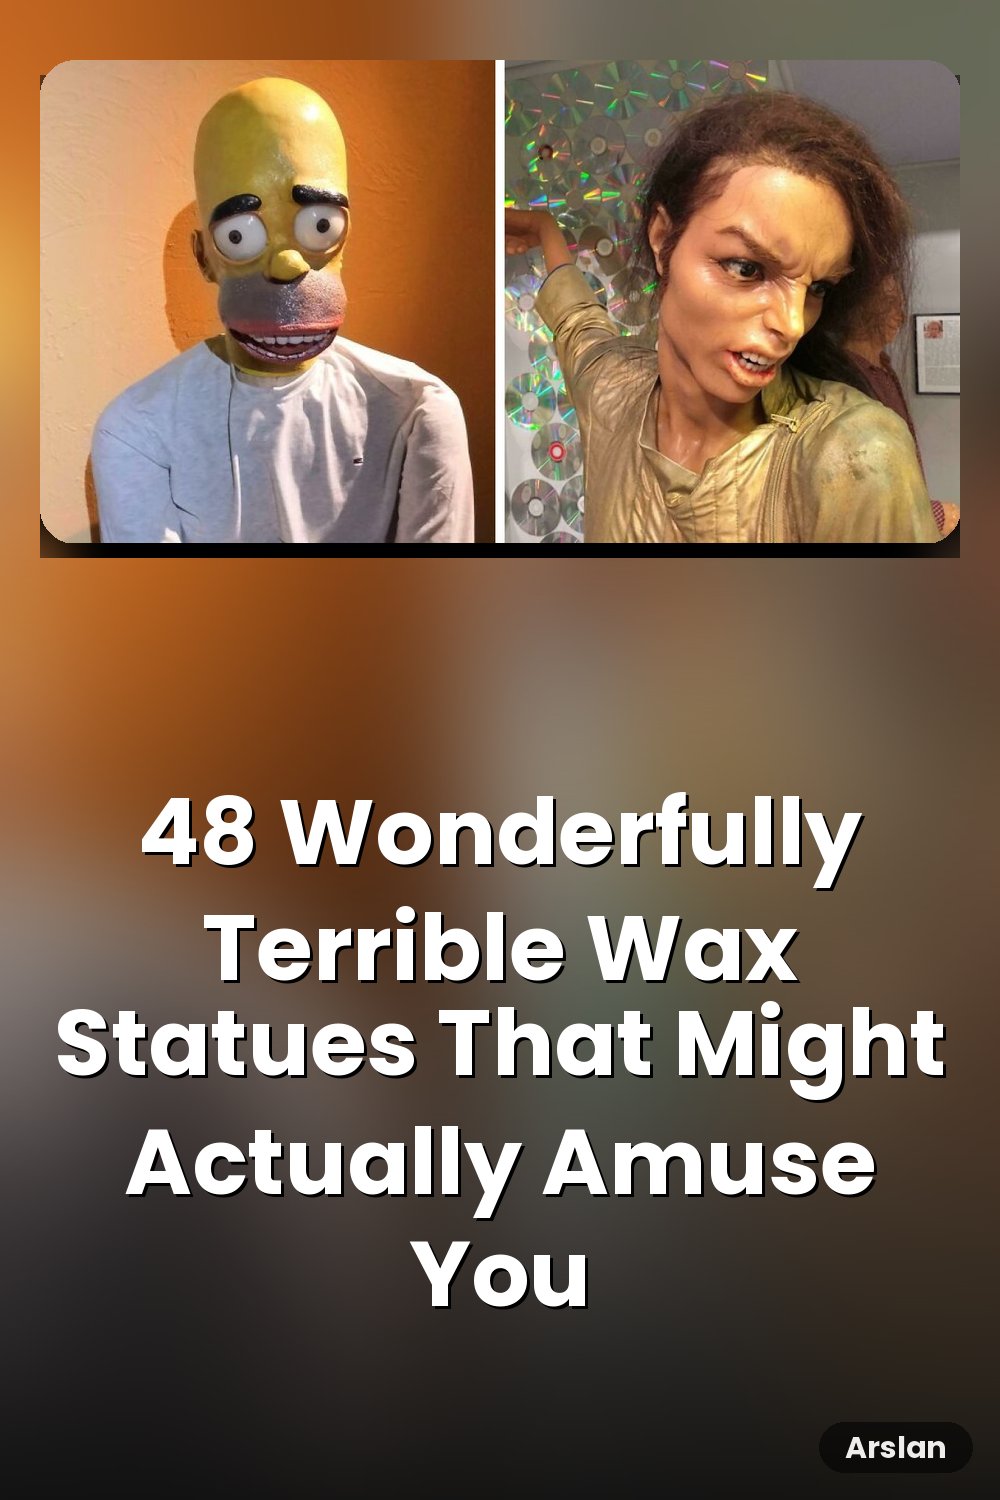 48 Wonderfully
Terrible Wax
Statues That Might
Actually Amuse
You
Arslan